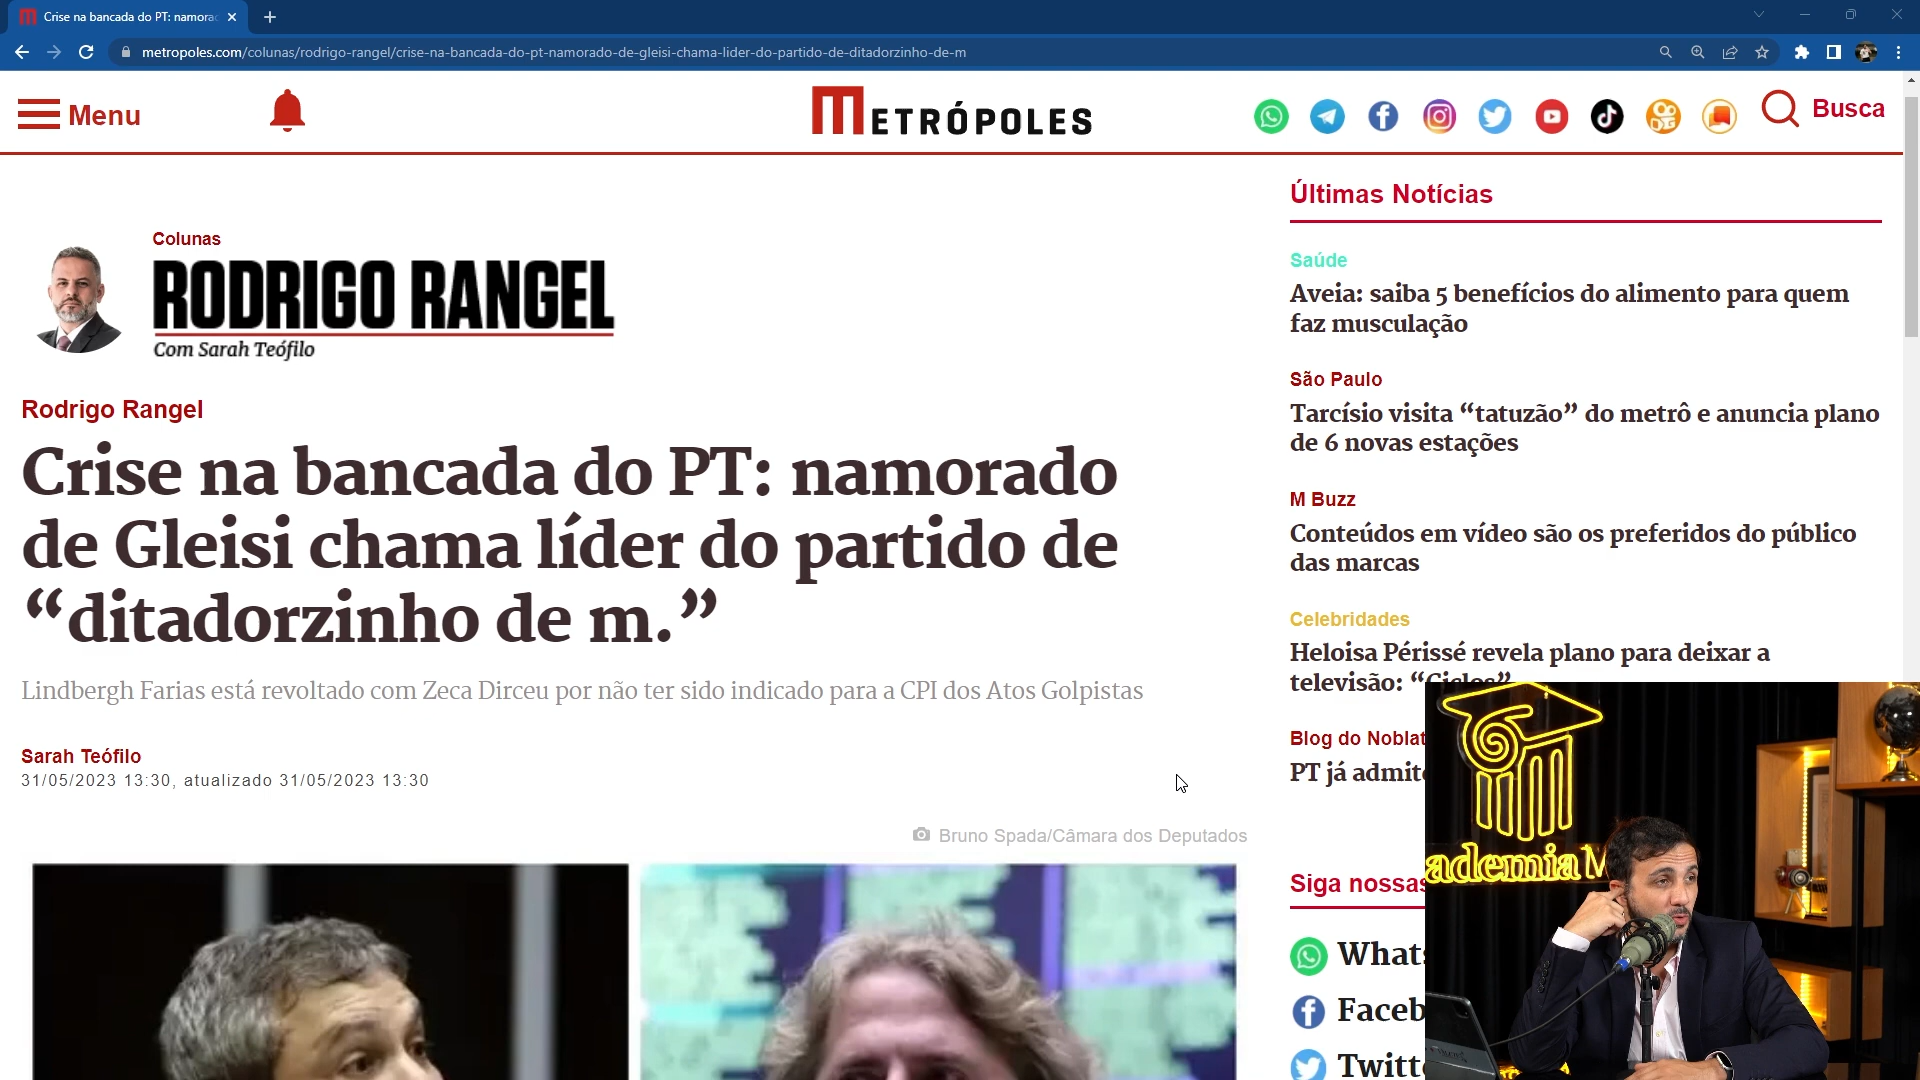 Crise na bancada do PT: namorad
metropoles.com/colunas/rodrigo-rangel/crise-na-bancada-do-pt-namorado-de-gleisi-chama-lider-do-partido-de-ditadorzinho-de-m
Menu
METRÓPOLES
Busca
Colunas
RODRIGO RANGEL
Com Sarah Teófilo
Rodrigo Rangel
Crise na bancada do PT: namorado
de Gleisi chama líder do partido de
“ditadorzinho de m.”
Lindbergh Farias está revoltado com Zeca Dirceu por não ter sido indicado para a CPI dos Atos Golpistas
Sarah Teófilo
31/05/2023 13:30, atualizado 31/05/2023 13:30
Bruno Spada/Câmara dos Deputados
Últimas Notícias
Saúde
Aveia: saiba 5 benefícios do alimento para quem
faz musculação
São Paulo
Tarcísio visita “tatuzão” do metrô e anuncia plano
de 6 novas estações
M Buzz
Conteúdos em vídeo são os preferidos do público
das marcas
Celebridades
Heloisa Périssé revela plano para deixar a
televisão: “Ciclos”
Blog do Noblat
PT já admit
Siga nossas
Whats
Faceb
Twitt
ademia M